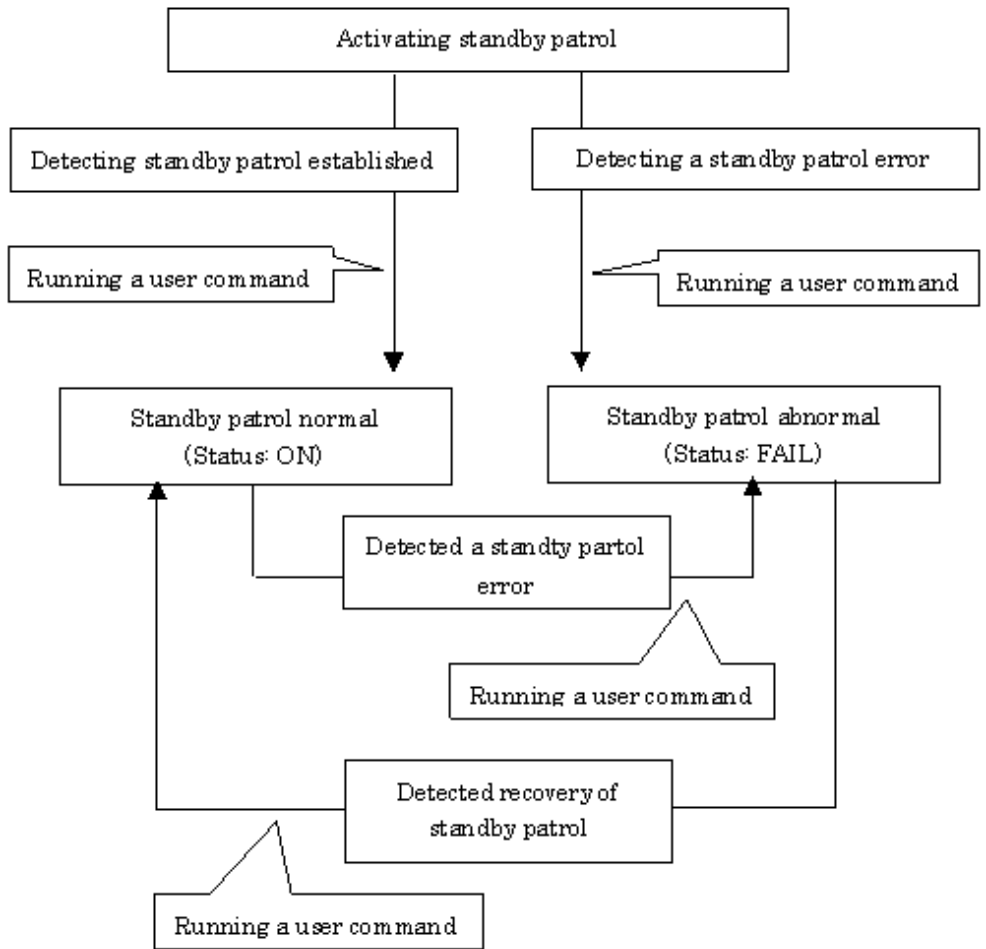 Activating standby patrol
Detecting standby patrol established
Detecting a standby patrol error
Running a user command
Running a user command
Standby patrol normal
(Status: ON)
Standby patrol abnormal
(Status: FAIL)
Detected a standty partol
error
Running a user command
Detected recovery of
standby patrol
Running a user command